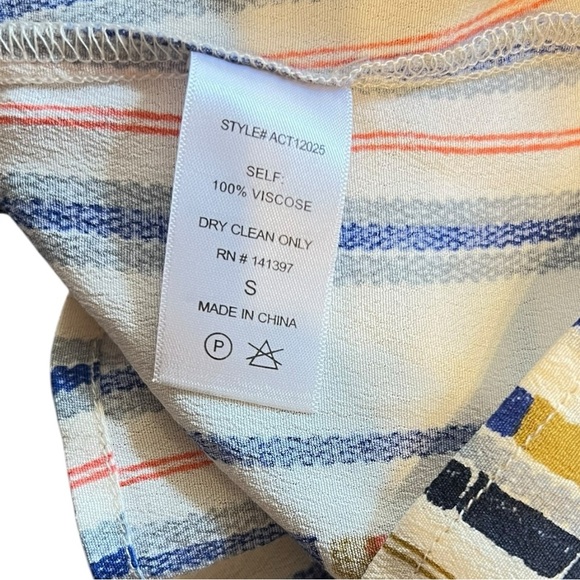 STYLE# ACT12025
SELF:
100% VISCOSE
DRY CLEAN ONLY
RN # 141397
S
MADE IN CHINA
P